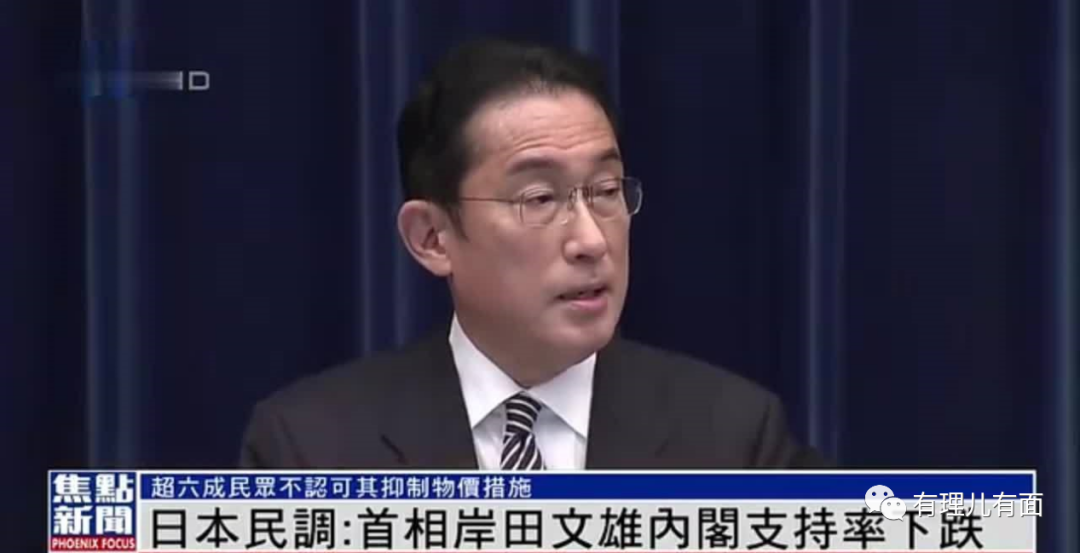 超六成民眾不認可其抑制物價措施
焦點
新聞
PHOENIX FOCUS
日本民調:首相岸田文雄內閣支持率下跌
有理儿有面